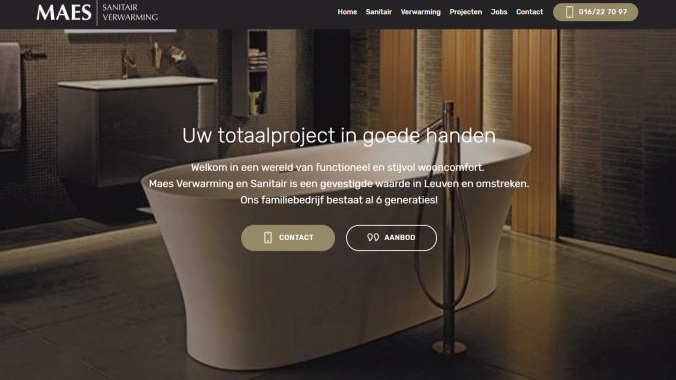 MAES SANITAIR
VERWARMING
Home Sanitair Verwarming Projecten Jobs Contact 016/22 70 97
Uw totaalproject in goede handen
Welkom in een wereld van functioneel en stijlvol wooncomfort.
Maes Verwarming en Sanitair is een gevestigde waarde in Leuven en omstreken.
Ons familiebedrijf bestaat al 6 generaties!
CONTACT AANBOD